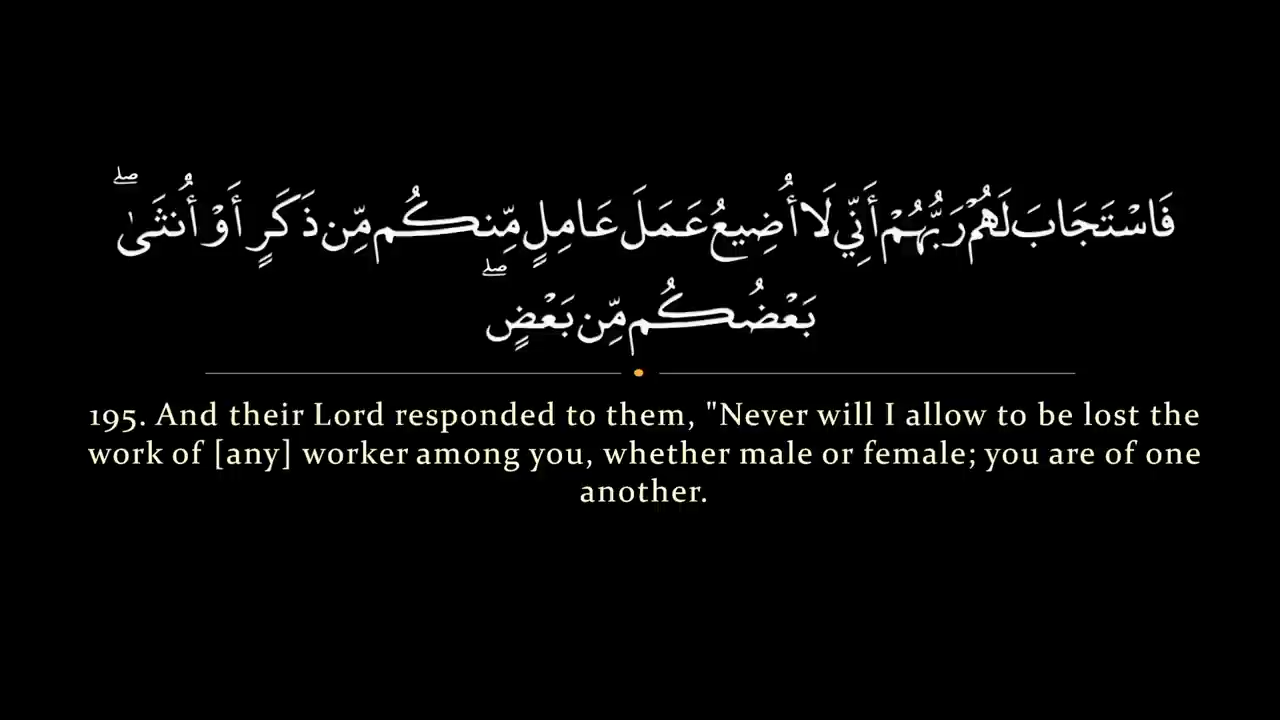 فَاسْتَجَابَ لَهُمْ رَبُّهُمْ أَنِّي لَا أُضِيعُ عَمَلَ عَامِلٍ مِّنكُم مِّن ذَكَرٍ أَوْ أُنثَىٰ ۖ
بَعْضُكُم مِّن بَعْضٍ ۖ
195. And their Lord responded to them, "Never will I allow to be lost the
work of [any] worker among you, whether male or female; you are of one
another.